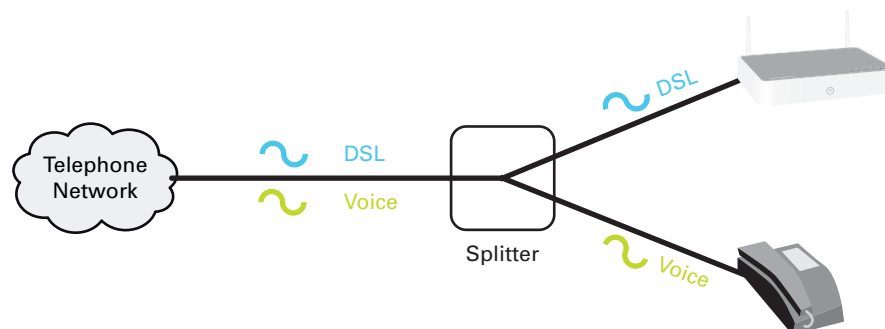 Telephone
Network
DSL
Voice
Splitter
DSL
Voice